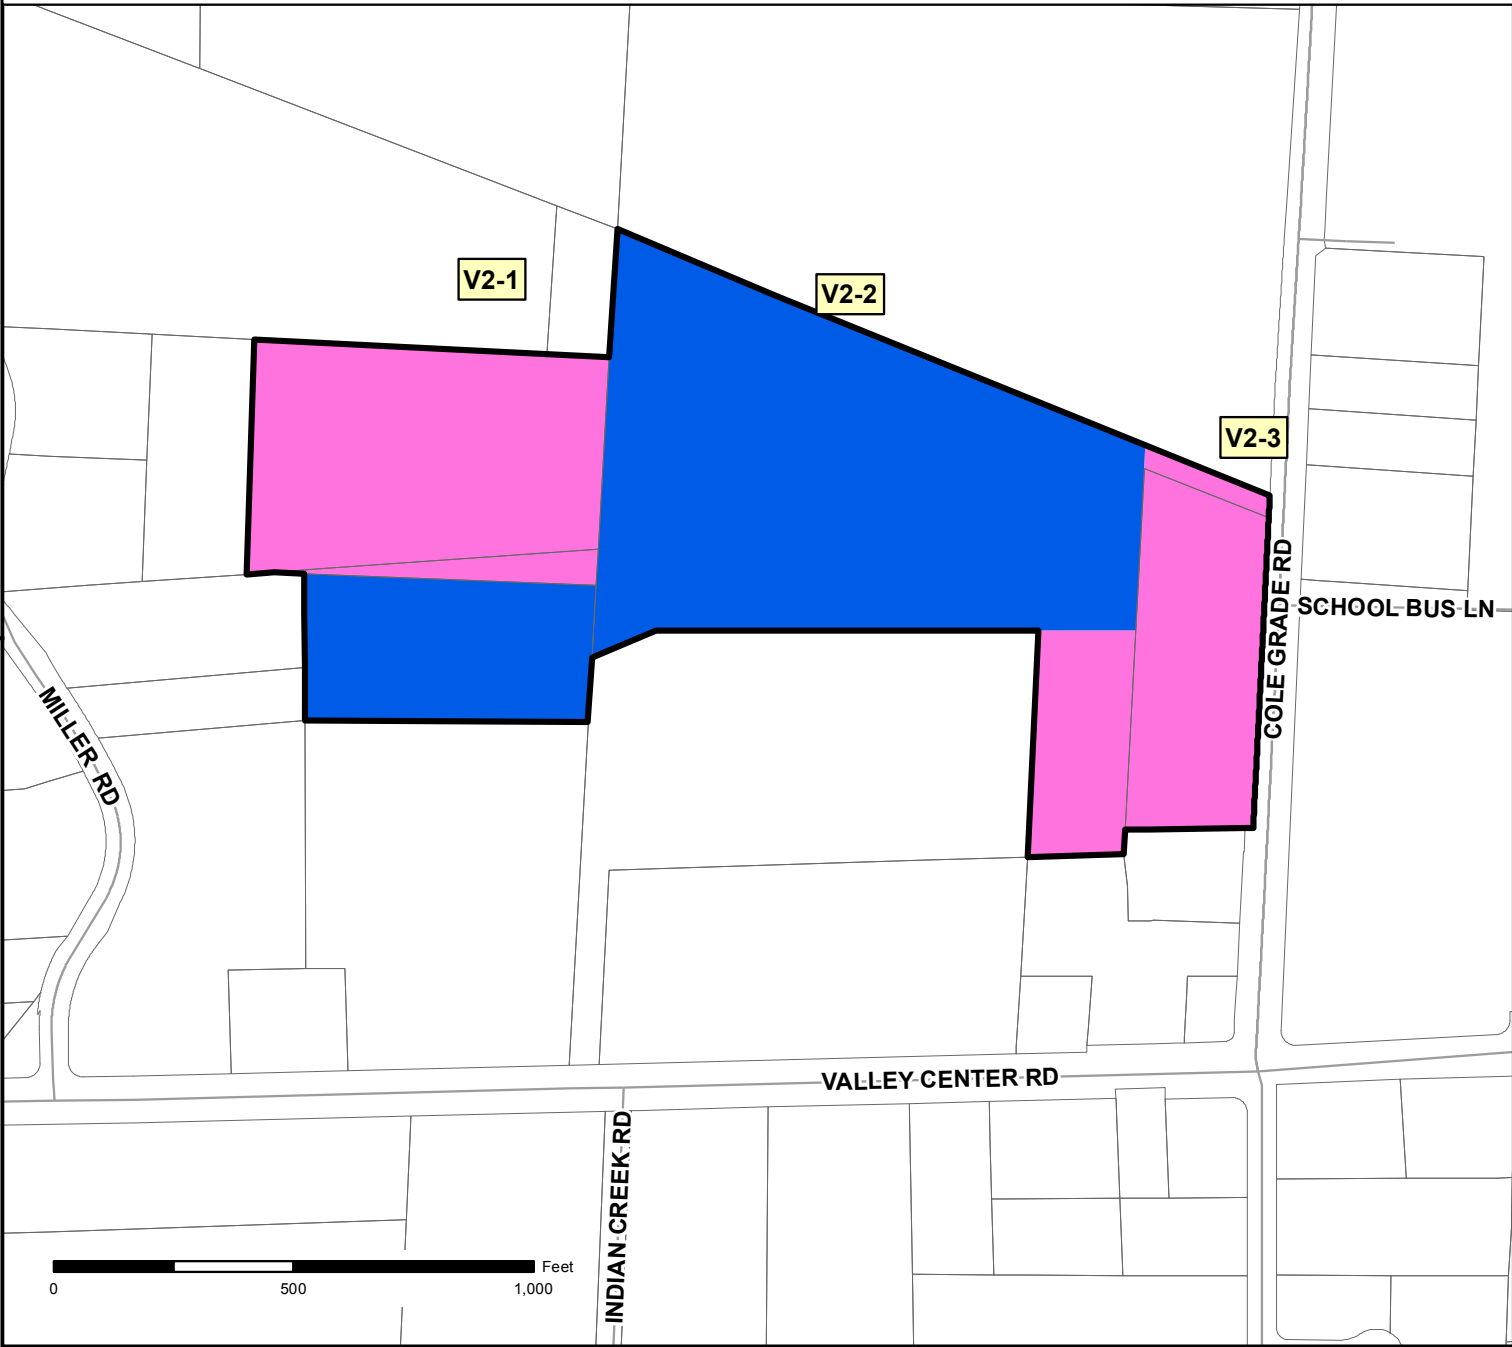 V2-1
V2-2
V2-3
COLE GRADE RD
SCHOOL BUS LN
MILLER RD
VALLEY CENTER RD
INDIAN CREEK RD
Feet
0 500 1,000